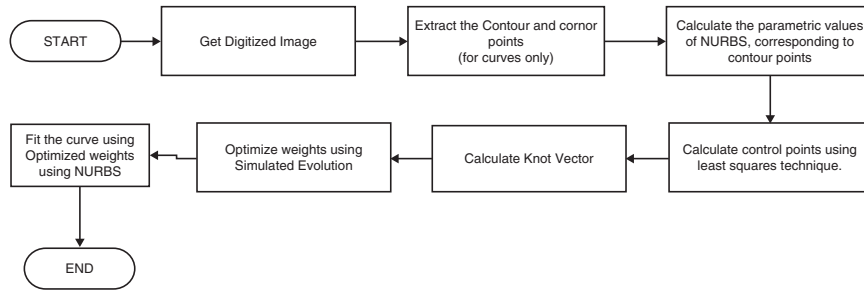 START
Get Digitized Image
Extract the Contour and cornor
points
(for curves only)
Calculate the parametric values
of NURBS, corresponding to
contour points
Calculate control points using
least squares technique.
Calculate Knot Vector
Optimize weights using
Simulated Evolution
Fit the curve using
Optimized weights
using NURBS
END